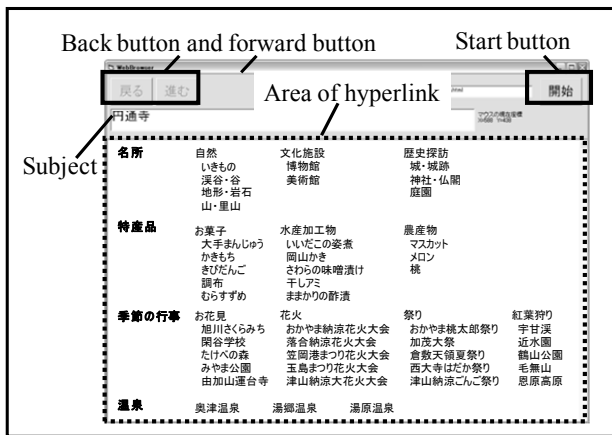 Back button and forward button
Start button
WebBrowser
戻る 進む
Area of hyperlink
開始
円通寺
マウスの現在座標
Subject
名所 自然 文化施設 歴史探訪
いきもの 博物館 城・城跡
渓谷・谷 美術館 神社・仏閣
地形・岩石 庭園
山・里山
特産品 お菓子 水産加工物 農産物
大手まんじゅう いいだこの姿煮 マスカット
かきもち 岡山かき メロン
きびだんご さわらの味噌漬け 桃
調布 干しアミ
むらすずめ ままかりの酢漬
季節の行事 お花見 花火 祭り 紅葉狩り
旭川さくらみち おかやま納涼花火大会 おかやま桃太郎祭り 宇甘渓
閑谷学校 落合納涼花火大会 加茂大祭 近水園
たけべの森 笠岡港まつり花火大会 倉敷天領夏祭り 鶴山公園
みやま公園 玉島まつり花火大会 西大寺はだか祭り 毛無山
由加山蓮台寺 津山納涼大花火大会 津山納涼ごんご祭り 恩原高原
温泉 奥津温泉 湯郷温泉 湯原温泉